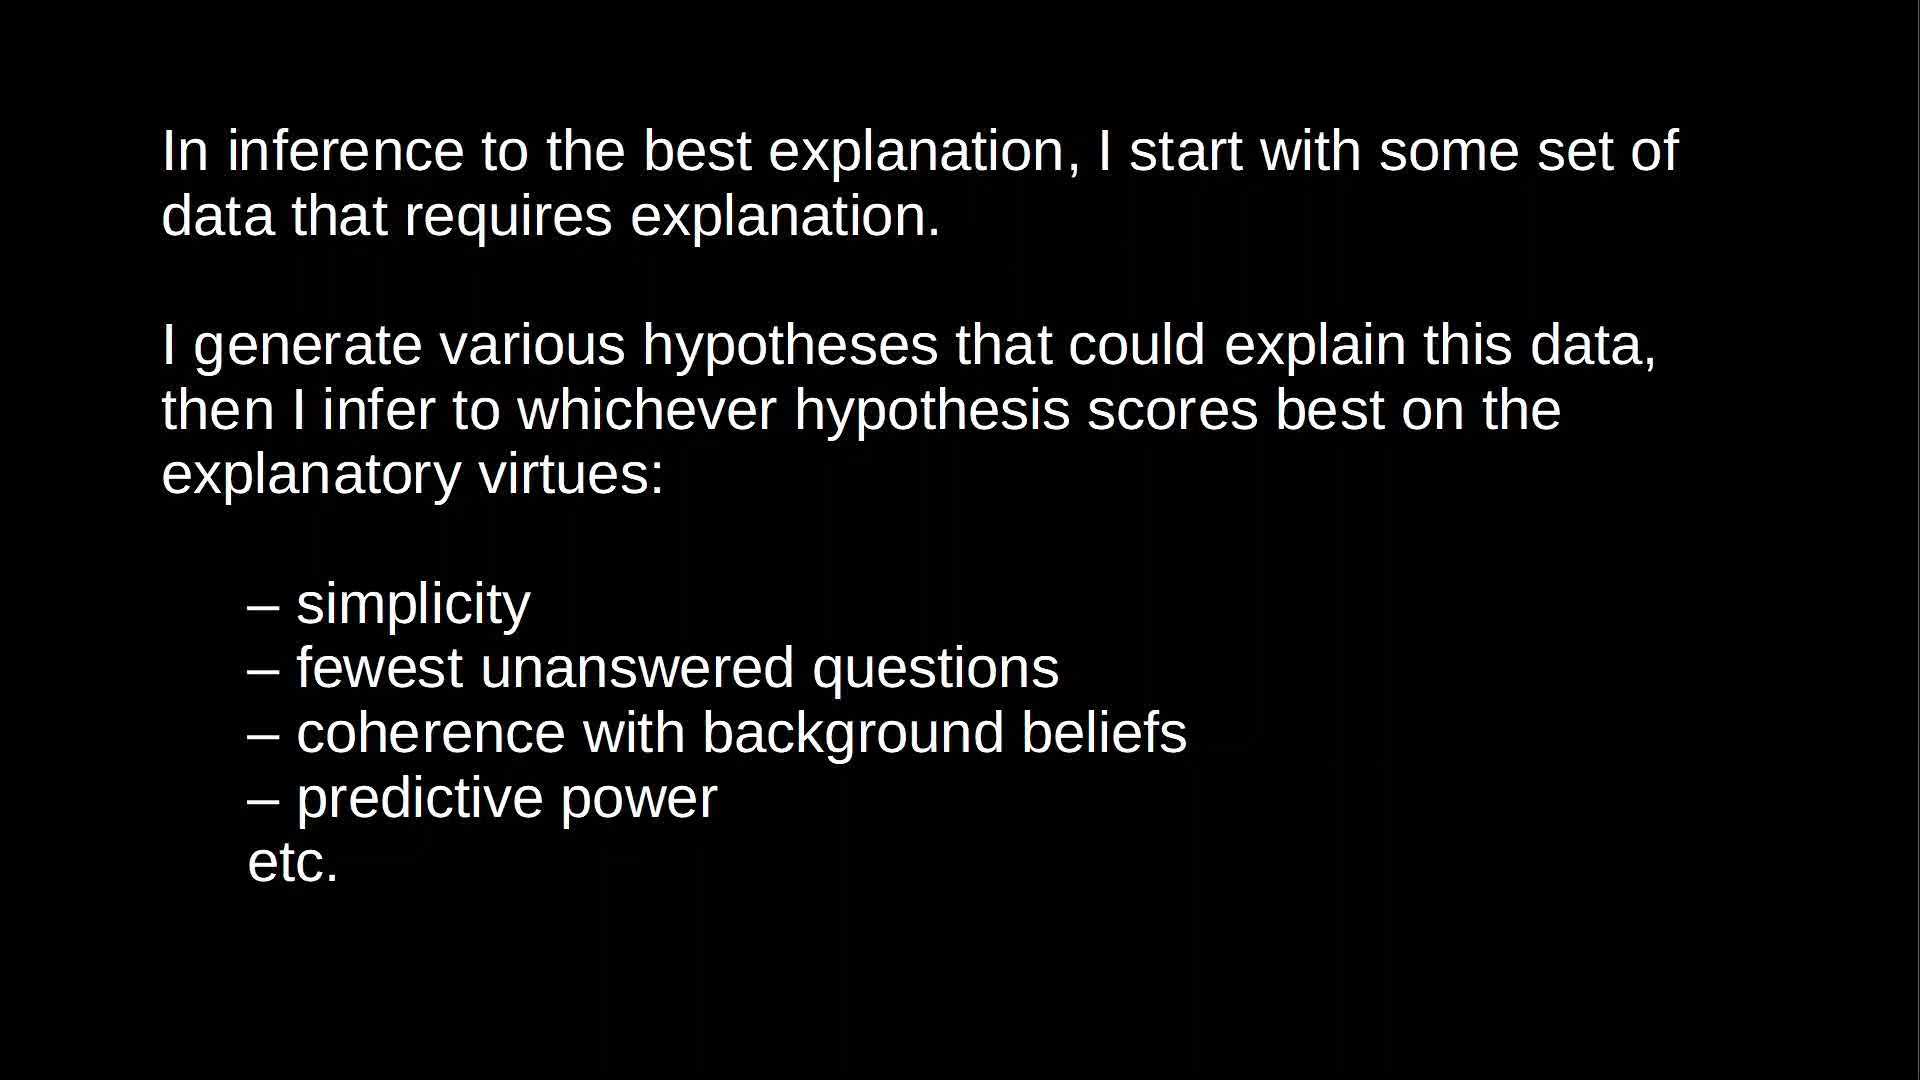 In inference to the best explanation, I start with some set of
data that requires explanation.
I generate various hypotheses that could explain this data,
then I infer to whichever hypothesis scores best on the
explanatory virtues:
– simplicity
– fewest unanswered questions
– coherence with background beliefs
– predictive power
etc.